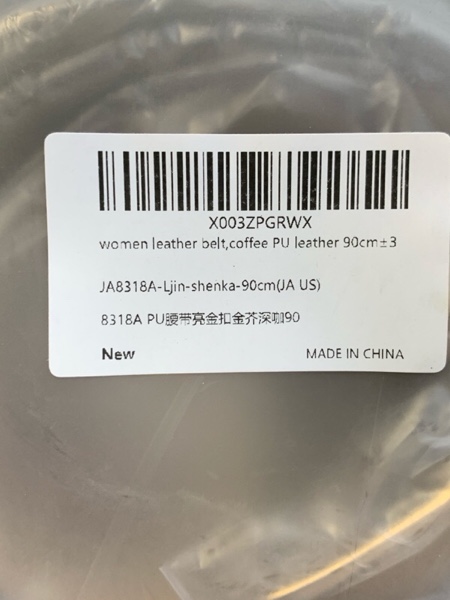 X003ZPGRWX
women leather belt,coffee PU leather 90cm±3
JA8318A-Ljin-shenka-90cm(JA US)
8318A PU腰带亮金扣金芥深咖90
New
MADE IN CHINA